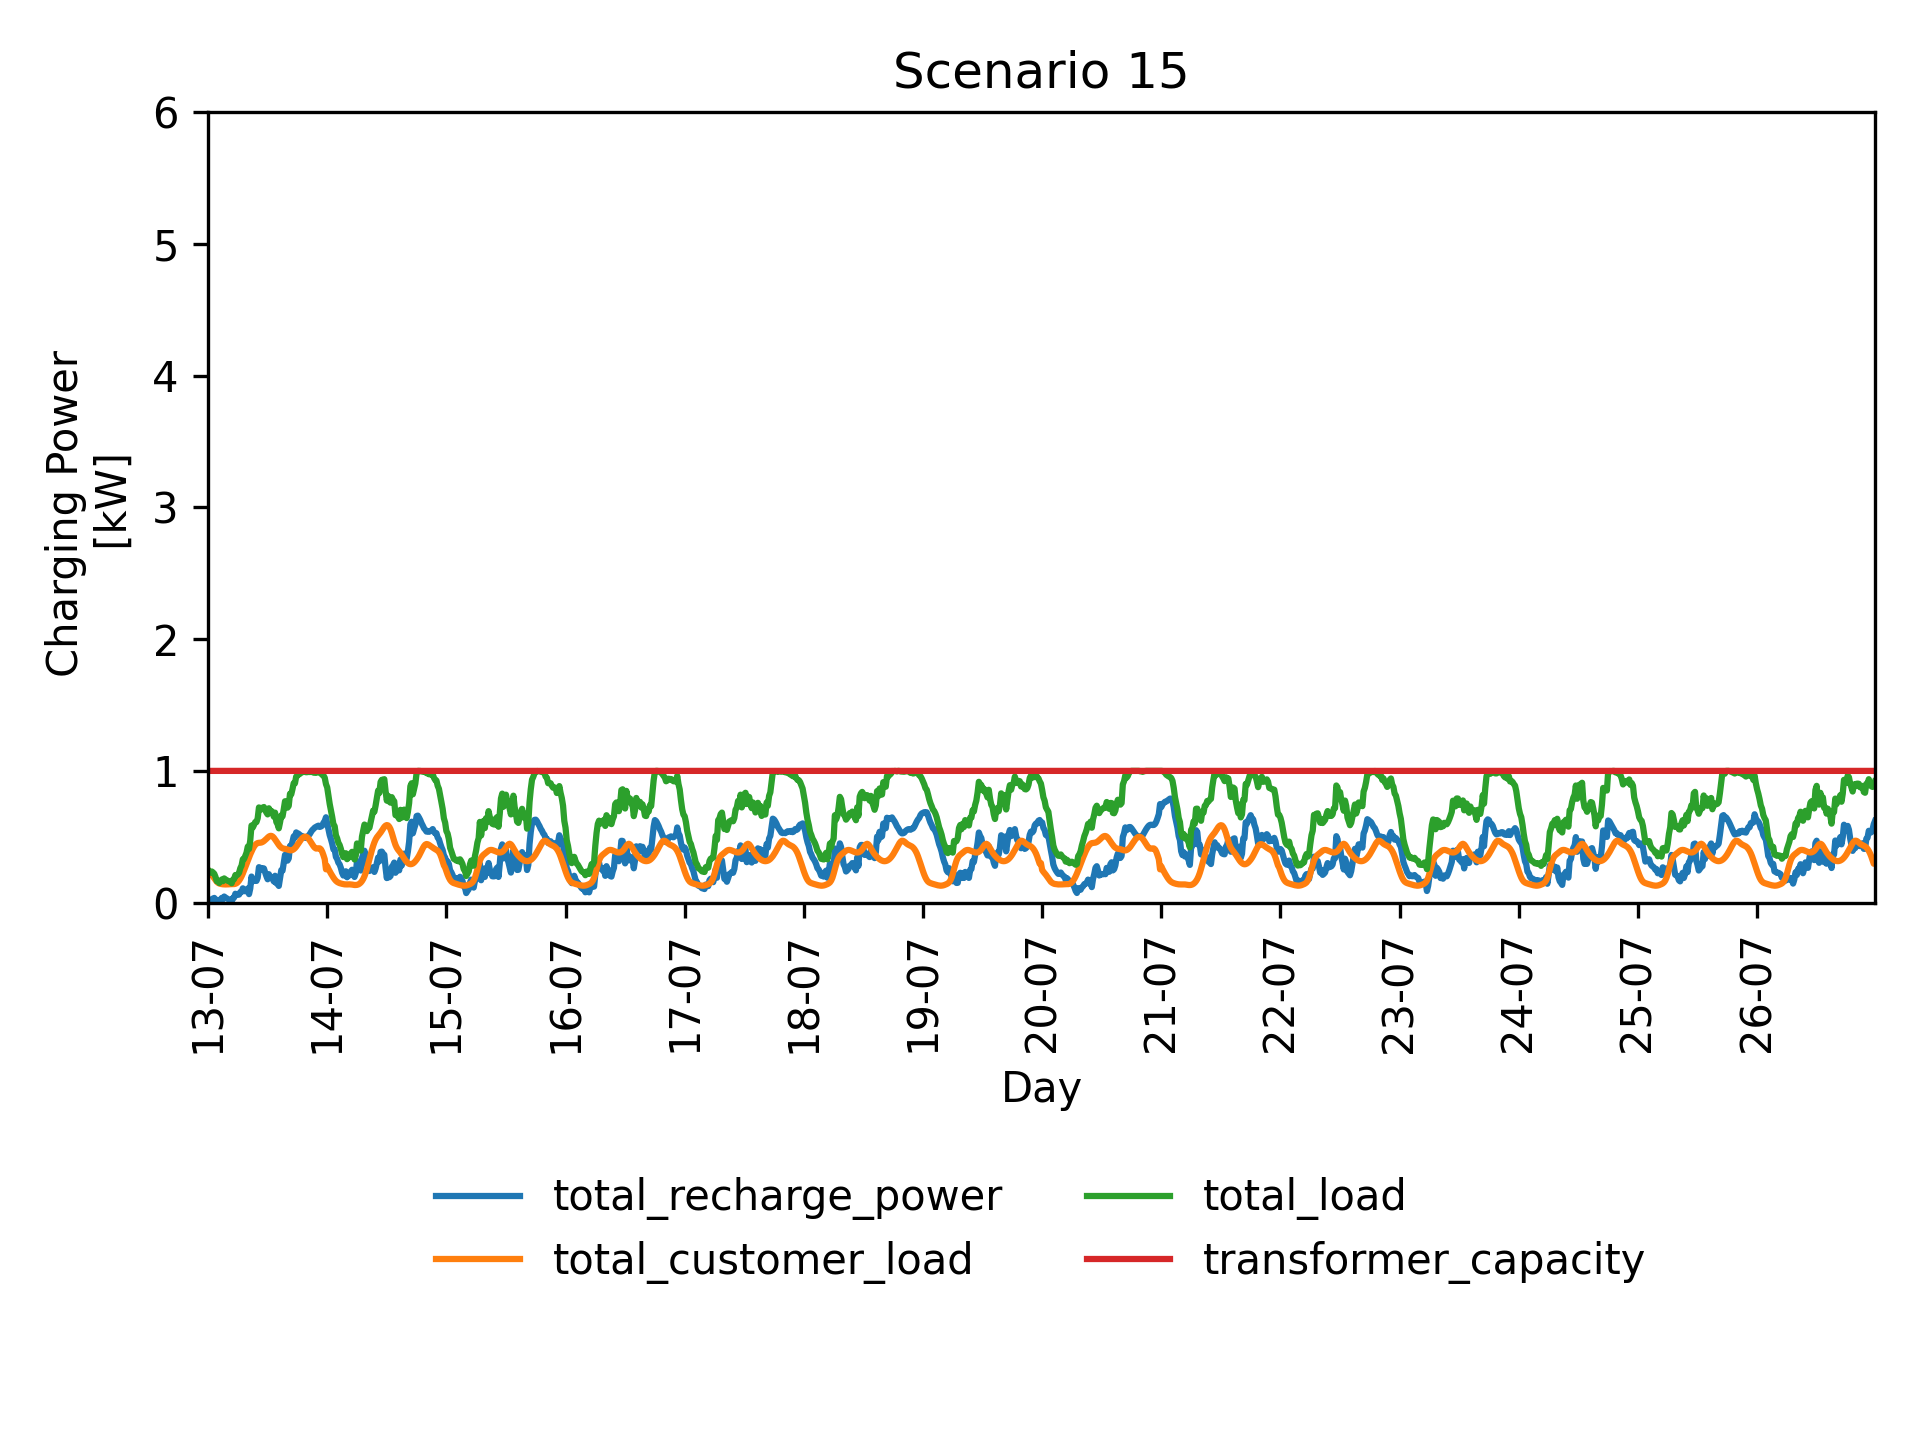 Scenario 15
6
5
4
3
2
1
0
Charging Power
[kW]
13-07
14-07
15-07
16-07
17-07
18-07
19-07
20-07
21-07
22-07
23-07
24-07
25-07
26-07
Day
total_recharge_power
total_customer_load
total_load
transformer_capacity